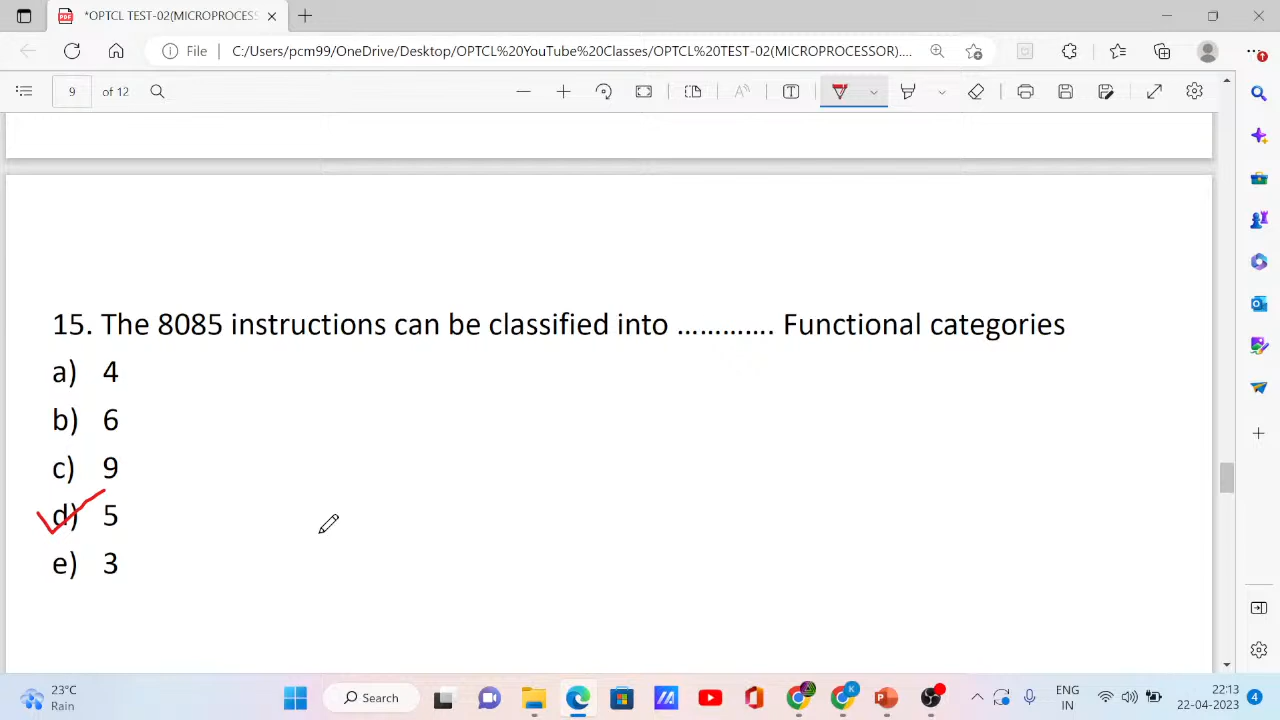 *OPTCL TEST-02(MICROPROCESS
File
C:/Users/pcm99/OneDrive/Desktop/OPTCL%20YouTube%20Classes/OPTCL%20TEST-02(MICROPROCESSOR)....
9 of 12
15. The 8085 instructions can be classified into …………. Functional categories
a) 4
b) 6
c) 9
d) 5
e) 3
23°C
Rain
Search
ENG
IN
22:13
22-04-2023
4